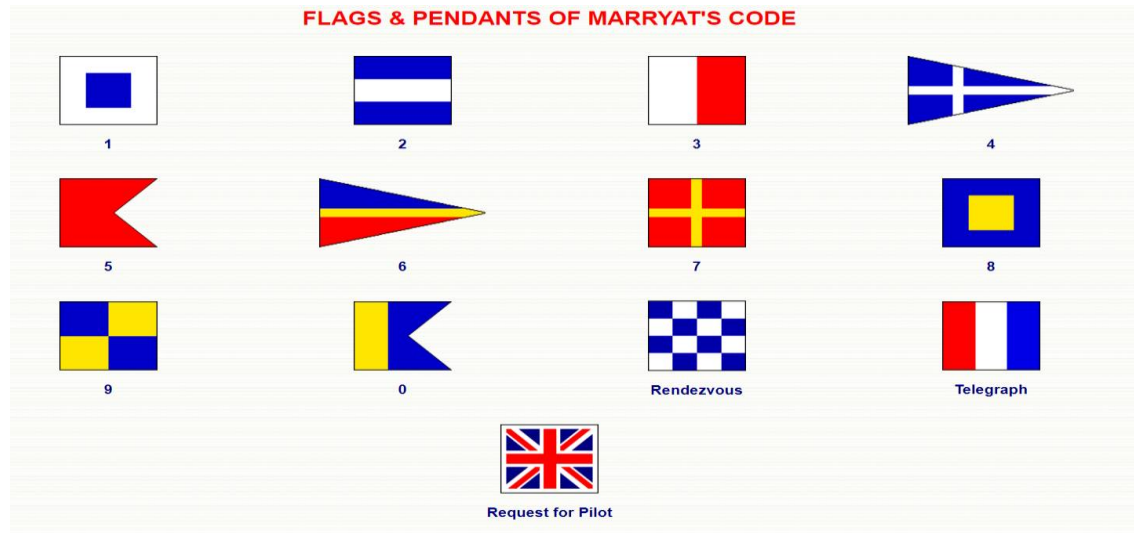 FLAGS & PENDANTS OF MARRYAT'S CODE
1 2 3 4
5 6 7 8
9 0 Rendezvous Telegraph
Request for Pilot